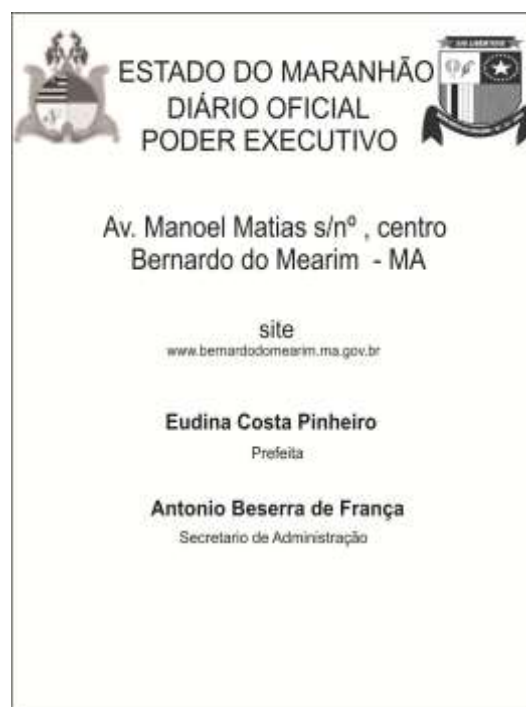 ESTADO DO MARANHÃO
DIÁRIO OFICIAL
PODER EXECUTIVO
Av. Manoel Matias s/nº , centro
Bernardo do Mearim - MA
site
www.bernardodomearim.ma.gov.br
Eudina Costa Pinheiro
Prefeita
Antonio Beserra de França
Secretario de Administração